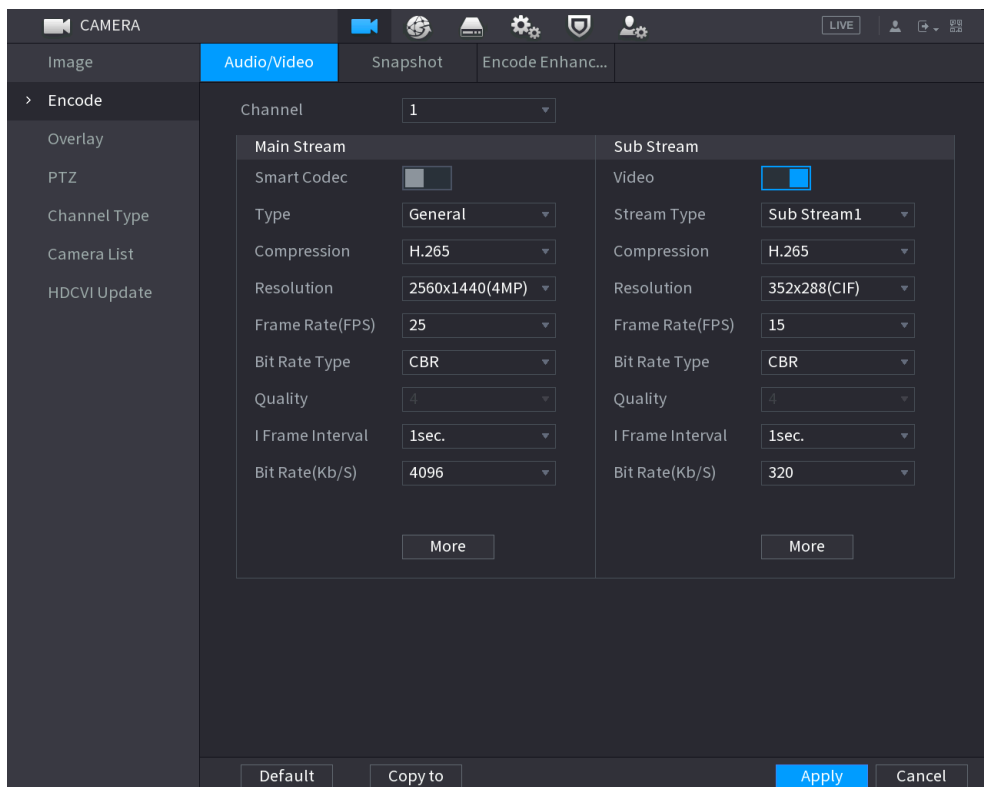 CAMERA LIVE
Image
Encode
Overlay
PTZ
Channel Type
Camera List
HDCVI Update
Audio/Video Snapshot Encode Enhanc...
Channel 1
Main Stream Sub Stream
Smart Codec Video
Type General Stream Type Sub Stream1
Compression H.265 Compression H.265
Resolution 2560x1440(4MP) Resolution 352x288(CIF)
Frame Rate(FPS) 25 Frame Rate(FPS) 15
Bit Rate Type CBR Bit Rate Type CBR
Quality 4 Quality 4
I Frame Interval 1sec. I Frame Interval 1sec.
Bit Rate(Kb/S) 4096 Bit Rate(Kb/S) 320
More More
Default Copy to Apply Cancel